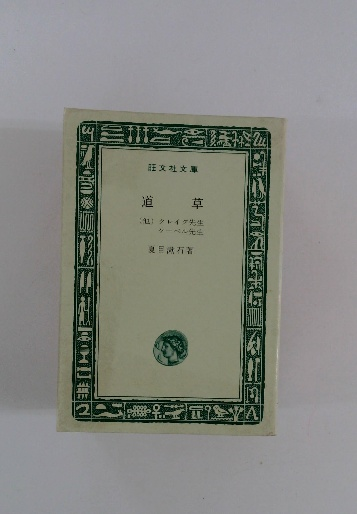 旺文社文庫
道 草
(他) クレイグ先生
ケーベル先生
夏目漱石著